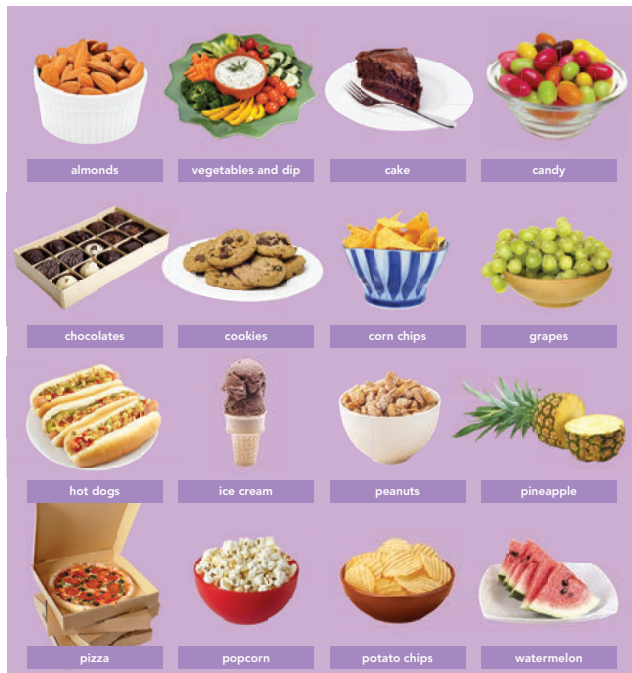 almonds
vegetables and dip
cake
candy
chocolates
cookies
corn chips
grapes
hot dogs
ice cream
peanuts
pineapple
pizza
popcorn
potato chips
watermelon